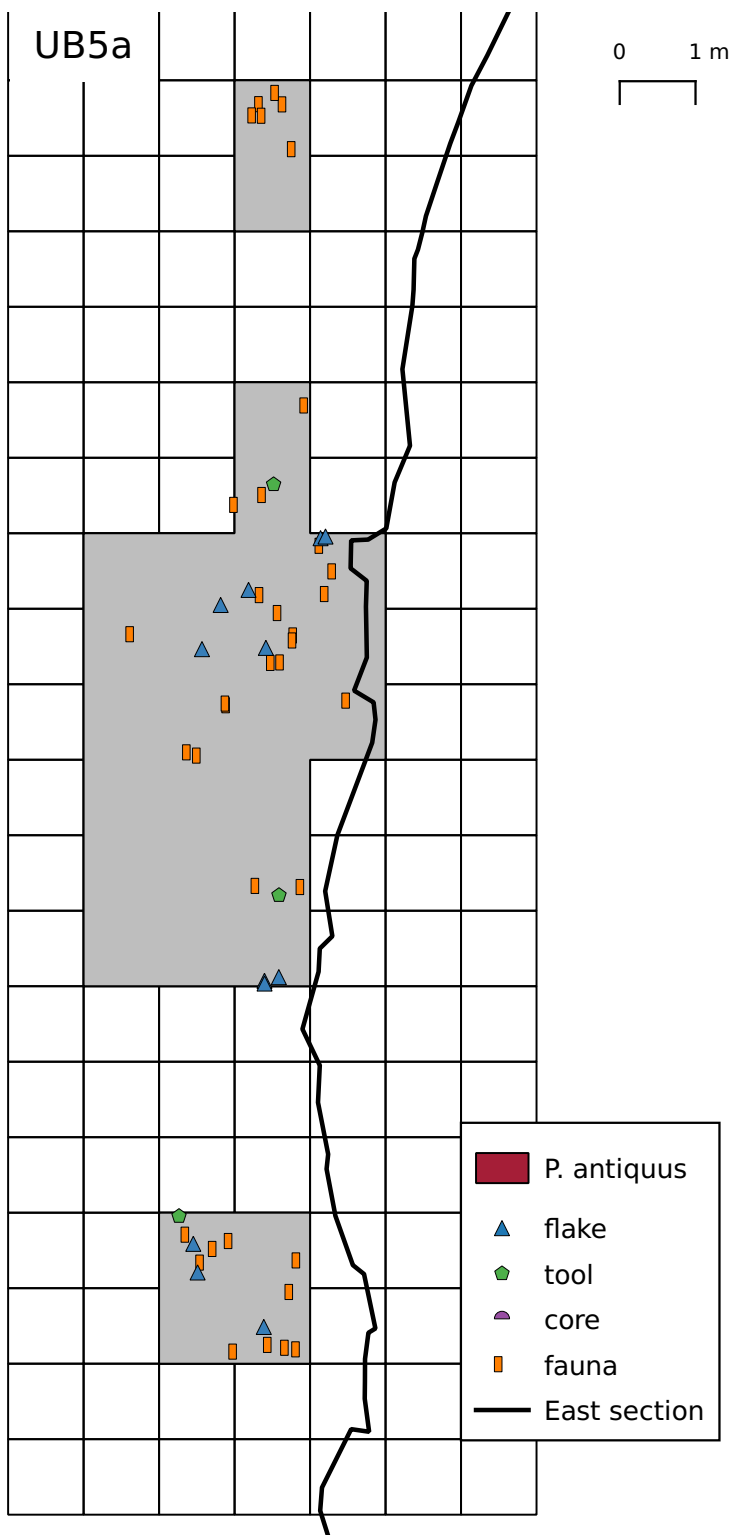 UB5a
0 1 m
P. antiquus
flake
tool
core
fauna
East section